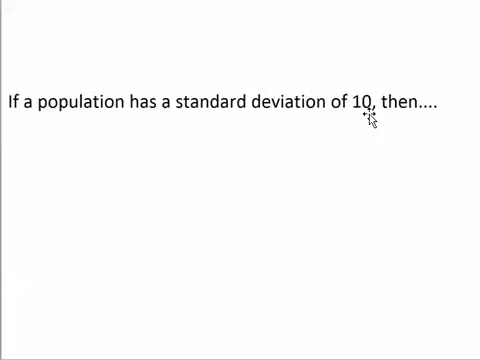 If a population has a standard deviation of 10, then....